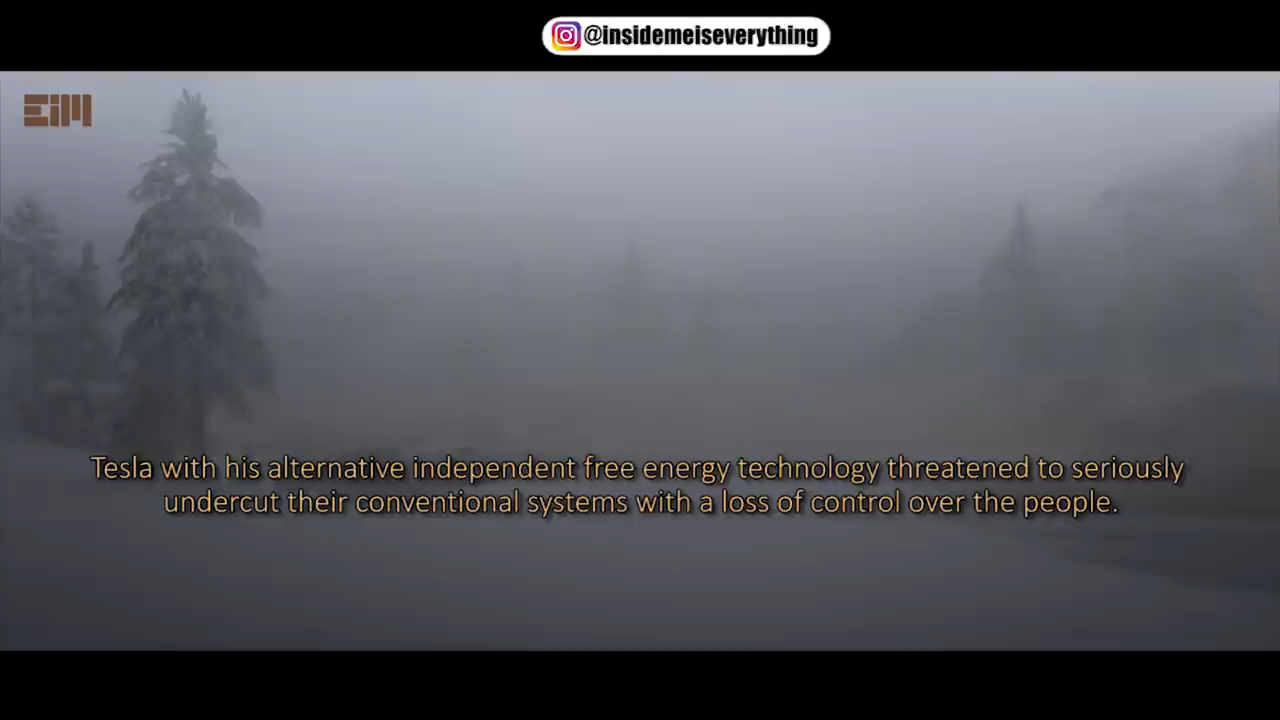 @insidemeiseverything
EiM
Tesla with his alternative independent free energy technology threatened to seriously
undercut their conventional systems with a loss of control over the people.